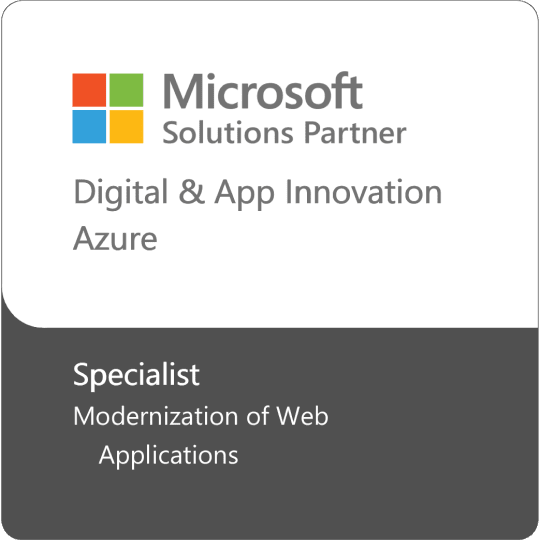 Microsoft
Solutions Partner
Digital & App Innovation
Azure
Specialist
Modernization of Web
Applications